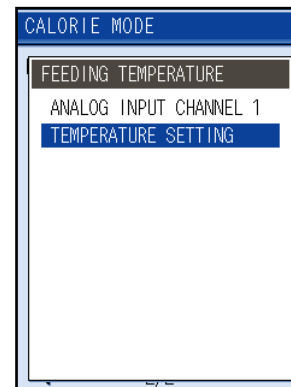 CALORIE MODE
FEEDING TEMPERATURE
ANALOG INPUT CHANNEL 1
TEMPERATURE SETTING